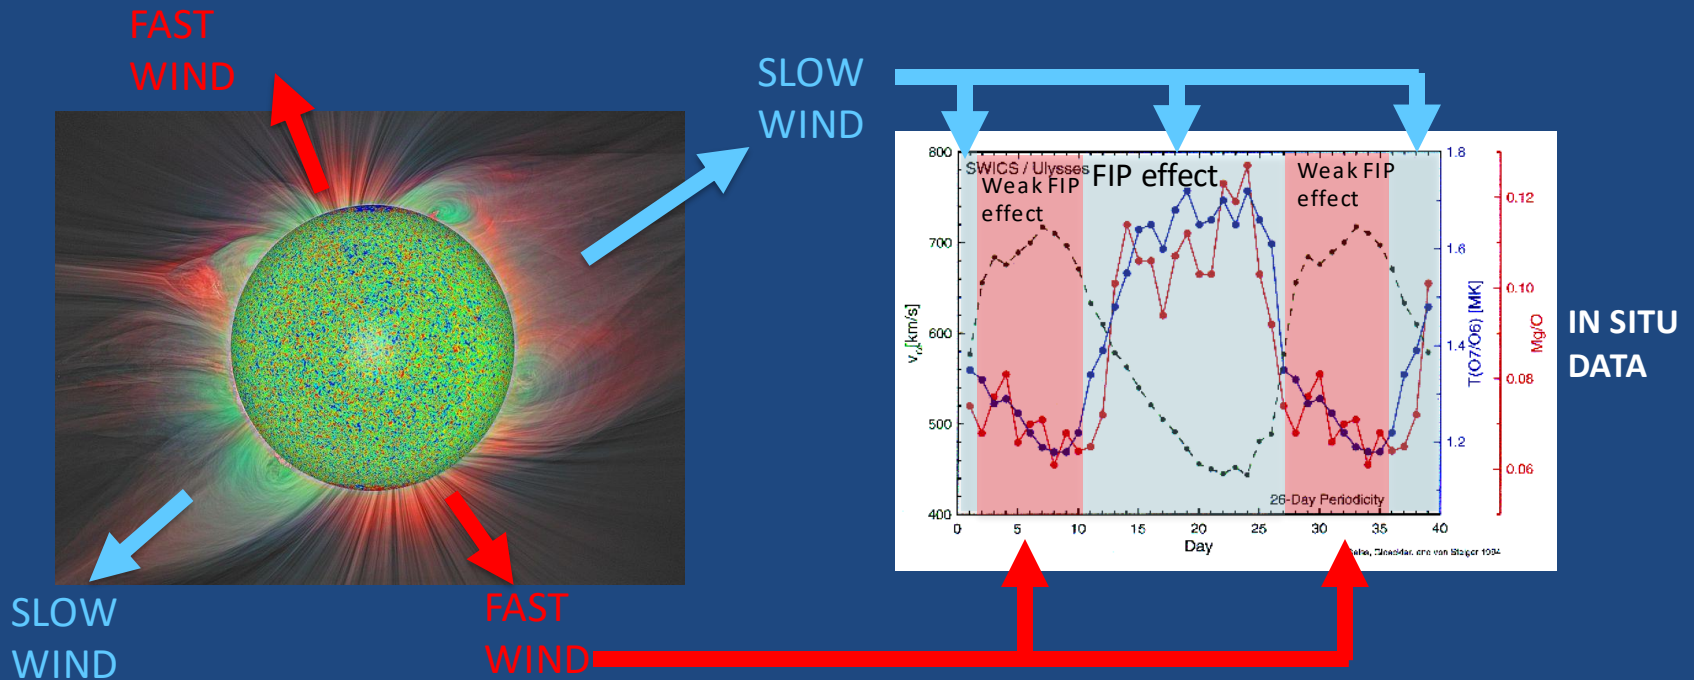 FAST
WIND
SLOW
WIND
FAST
WIND
SLOW
WIND
SWICS / Ulysses
Weak FIP
effect
FIP effect
Weak FIP
effect
800
700
600
500
400
[km/s]
1.8
1.6
1.4
1.2
T(O7/O6) [MK]
0.12
0.10
0.08
0.06
Mg/O
26-Day Periodicity
0
5
10
15
20
25
30
35
40
Day
and von Steiger
IN SITU
DATA